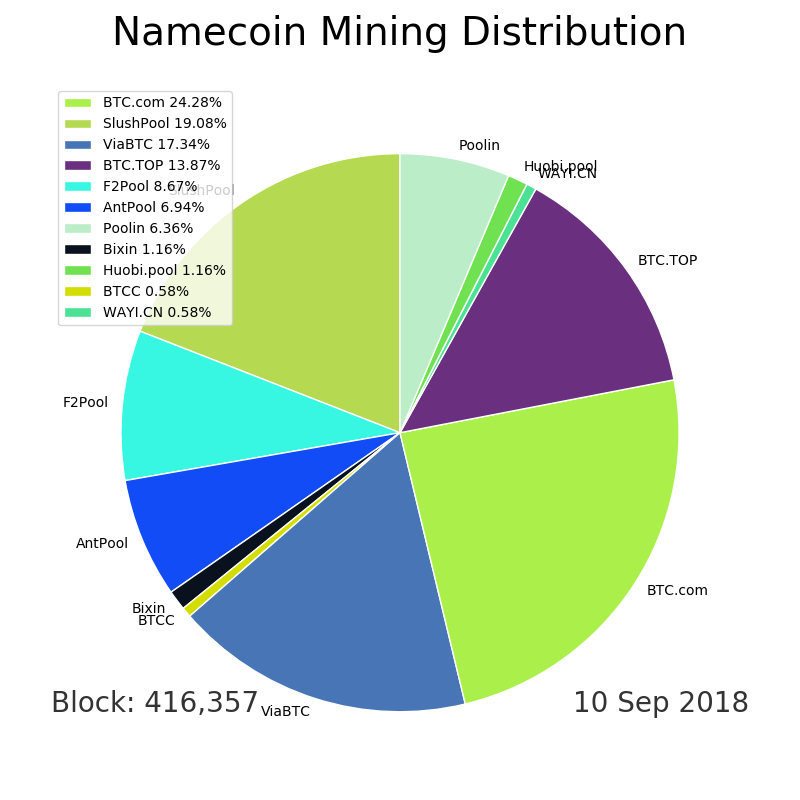 Namecoin Mining Distribution
BTC.com 24.28%
SlushPool 19.08%
ViaBTC 17.34%
BTC.TOP 13.87%
F2Pool 8.67%
AntPool 6.94%
Poolin 6.36%
Bixin 1.16%
Huobi.pool 1.16%
BTCC 0.58%
WAYI.CN 0.58%
Poolin
Huobi.pool
WAYI.CN
SlushPool
BTC.TOP
F2Pool
AntPool
BTC.com
Bixin
BTCC
ViaBTC
Block: 416,357
10 Sep 2018